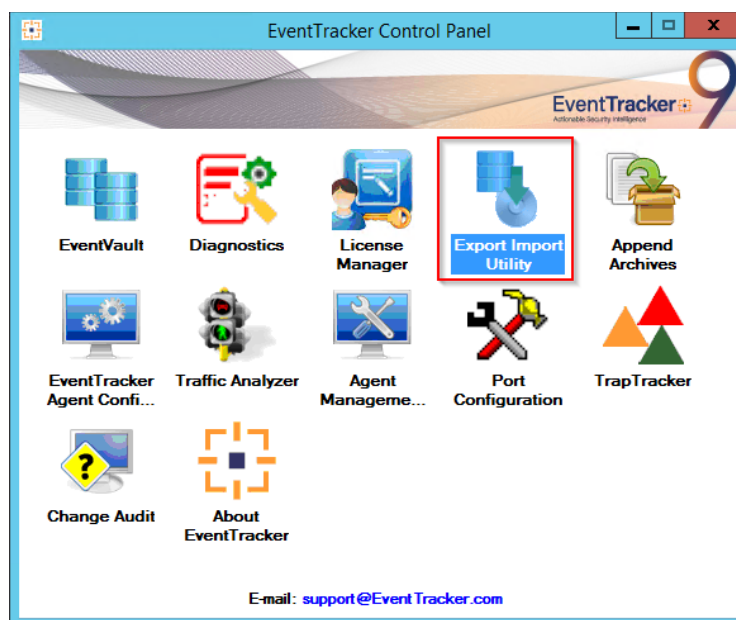 EventTracker Control Panel
EventTracker
Actionable Security Intelligence
9
EventVault
Diagnostics
License
Manager
Export Import
Utility
Append
Archives
EventTracker
Agent Confi...
Traffic Analyzer
Agent
Manageme...
Port
Configuration
TrapTracker
Change Audit
About
EventTracker
E-mail: support@EventTracker.com